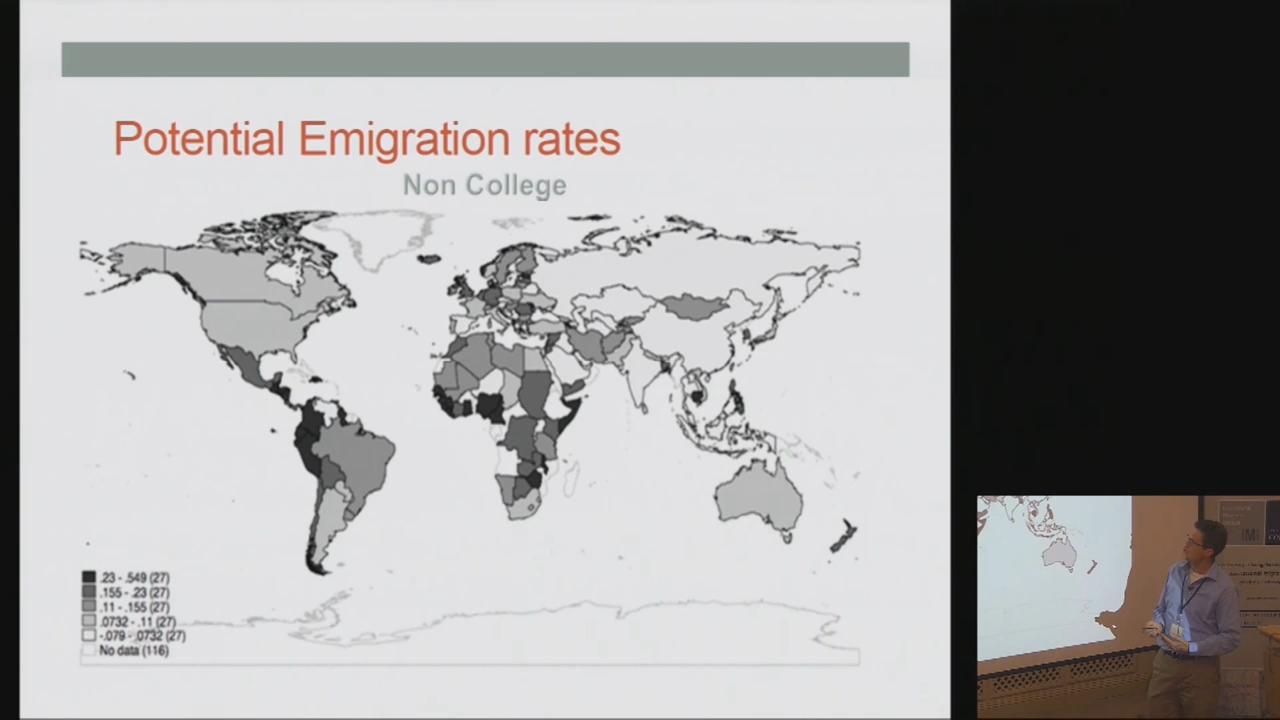 Potential Emigration rates
Non College
.23 - .549 (27)
.155 - .23 (27)
.11 - .155 (27)
.0732 - .11 (27)
-.079 - .0732 (27)
No data (116)
IMI